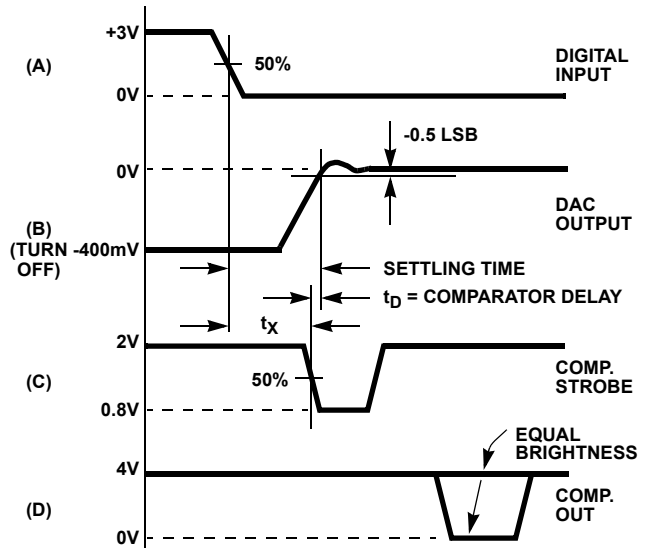 +3V
(A)
50%
DIGITAL
INPUT
0V
-0.5 LSB
0V
DAC
OUTPUT
(B)
(TURN -400mV
OFF)
SETTLING TIME
tD = COMPARATOR DELAY
tX
2V
(C)
50%
COMP.
STROBE
0.8V
EQUAL
BRIGHTNESS
4V
COMP.
OUT
(D)
0V